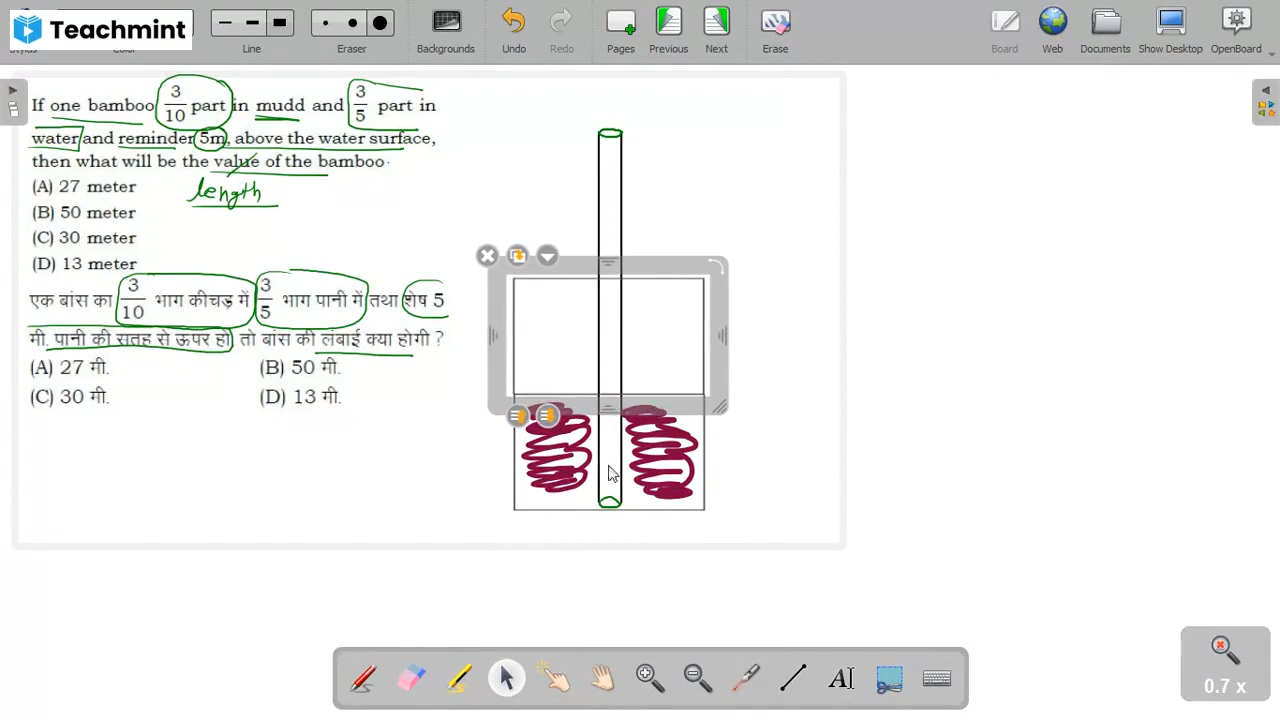 Teachmint
Line
Eraser
Backgrounds
Undo
Redo
Pages
Previous
Next
Erase
Board
Web
Documents
Show Desktop
OpenBoard
If one bamboo 3/10 part in mudd and 3/5 part in
water and reminder 5m, above the water surface,
then what will be the value of the bamboo.
length
(A) 27 meter
(B) 50 meter
(C) 30 meter
(D) 13 meter
एक बांस का 3/10 भाग कीचड़ में 3/5 भाग पानी में तथा शेष 5
मी. पानी की सतह से ऊपर हो तो बांस की लंबाई क्या होगी ?
(A) 27 मी. (B) 50 मी.
(C) 30 मी. (D) 13 मी.
0.7 x